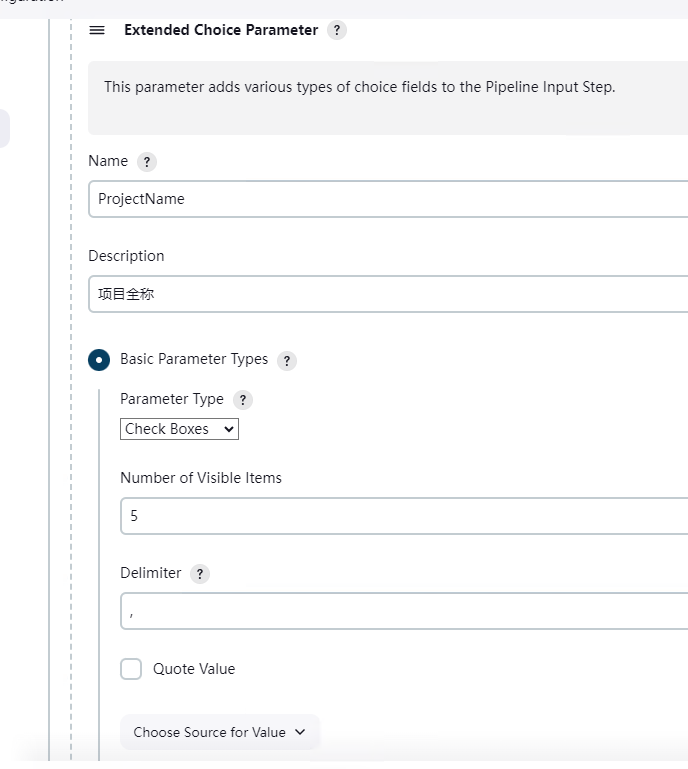 Extended Choice Parameter ?
This parameter adds various types of choice fields to the Pipeline Input Step.
Name ?
ProjectName
Description
项目全称
Basic Parameter Types ?
Parameter Type ?
Check Boxes
Number of Visible Items
5
Delimiter ?
,
Quote Value
Choose Source for Value